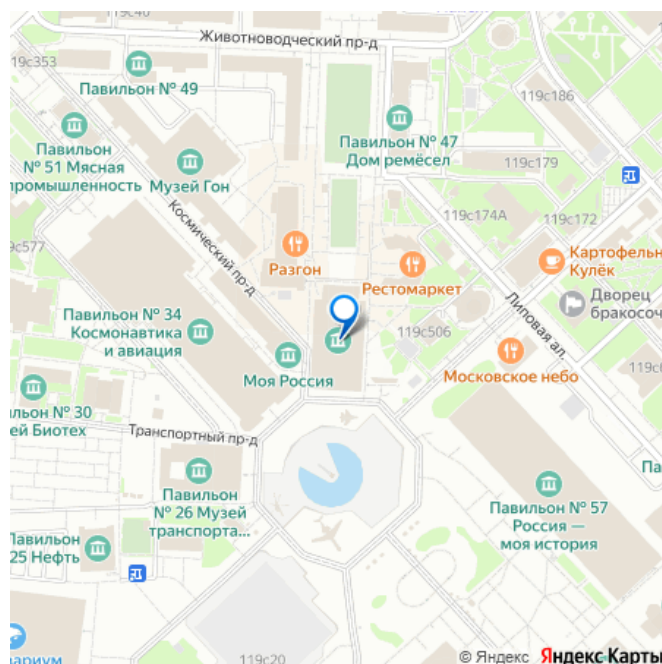 119с40
Животноводческий пр-д
119с353
Павильон № 49
119с186
Павильон
№ 51 Мясная
промышленность
Музей Гон
Павильон № 47
Дом ремёсел
119с179
119с174А
119с172
Космический пр-д
119с577
Разгон
Рестомаркет
Картофельн
Кулёк
Дворец
бракосоч
Липовая ал.
Павильон № 34
Космонавтика
и авиация
119с506
Моя Россия
Московское небо
№ 30
ей Биотех
Транспортный пр-д
Павильон
№ 26 Музей
транспорта...
Павильон № 57
Россия —
моя история
Па
Павильон
25 Нефть
ариум
119с20
© Яндекс Яндекс Карты